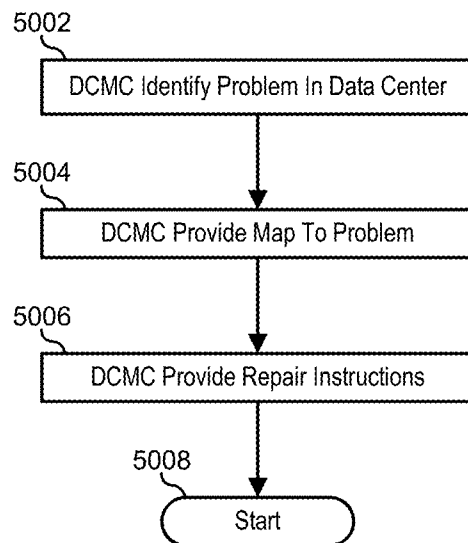 5002
DCMC Identify Problem In Data Center
5004
DCMC Provide Map To Problem
5006
DCMC Provide Repair Instructions
5008
Start